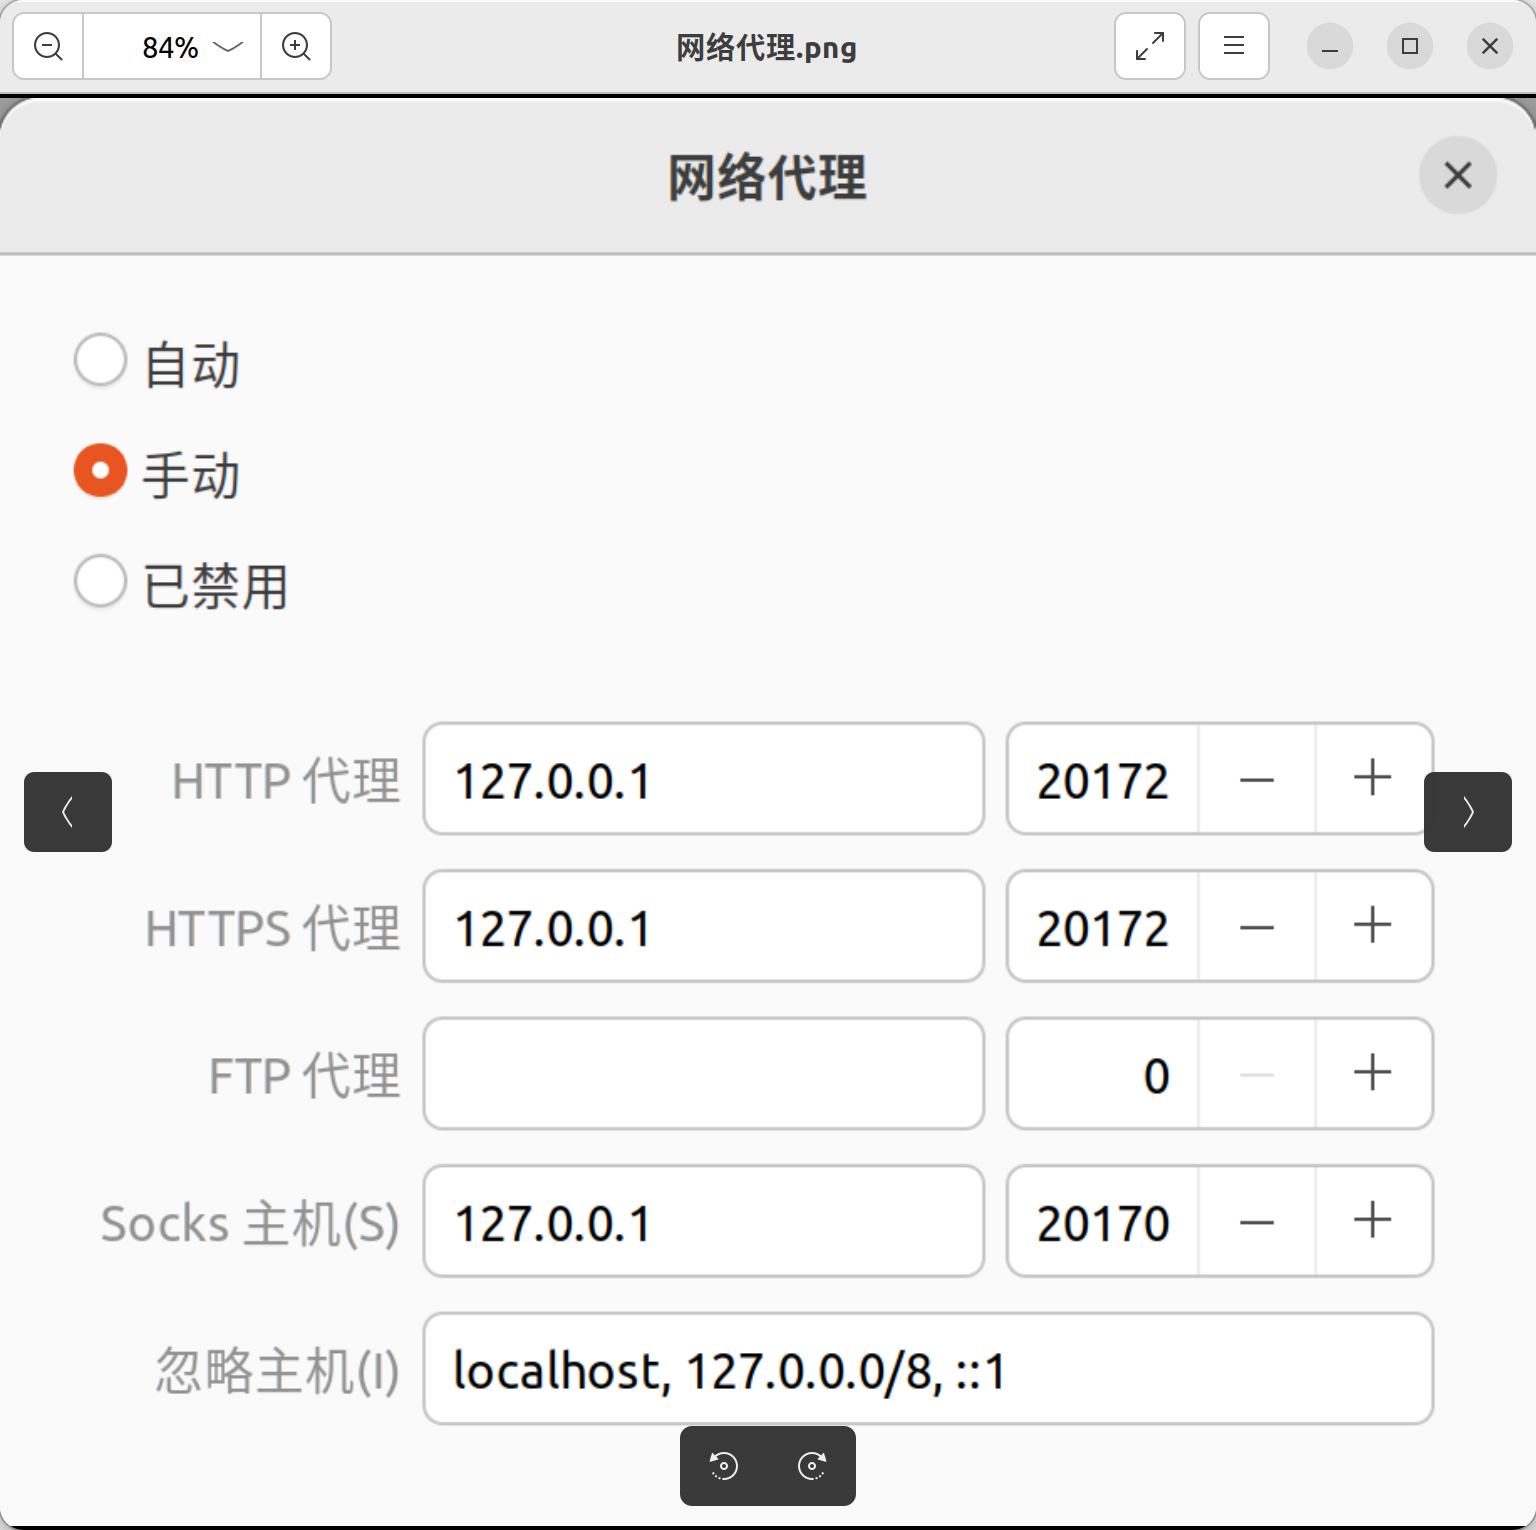 84%
网络代理.png
网络代理
自动
手动
已禁用
HTTP 代理 127.0.0.1 20172
HTTPS 代理 127.0.0.1 20172
FTP 代理 0
Socks 主机(S) 127.0.0.1 20170
忽略主机(I) localhost, 127.0.0.0/8, ::1